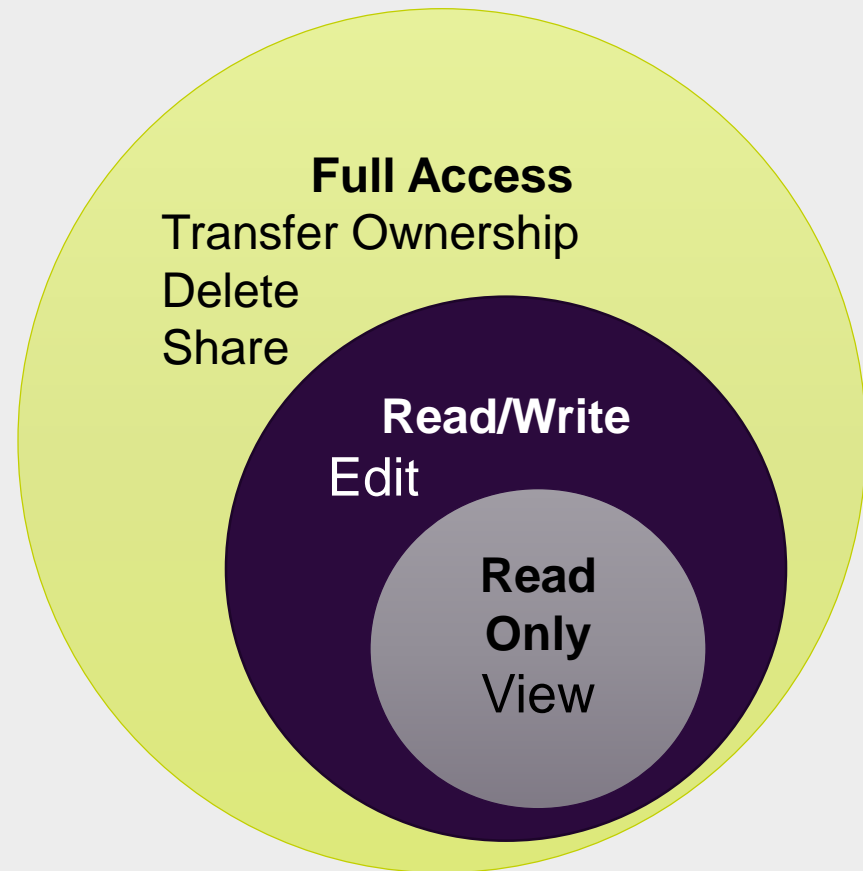 Full Access
Transfer Ownership
Delete
Share
Read/Write
Edit
Read
Only
View